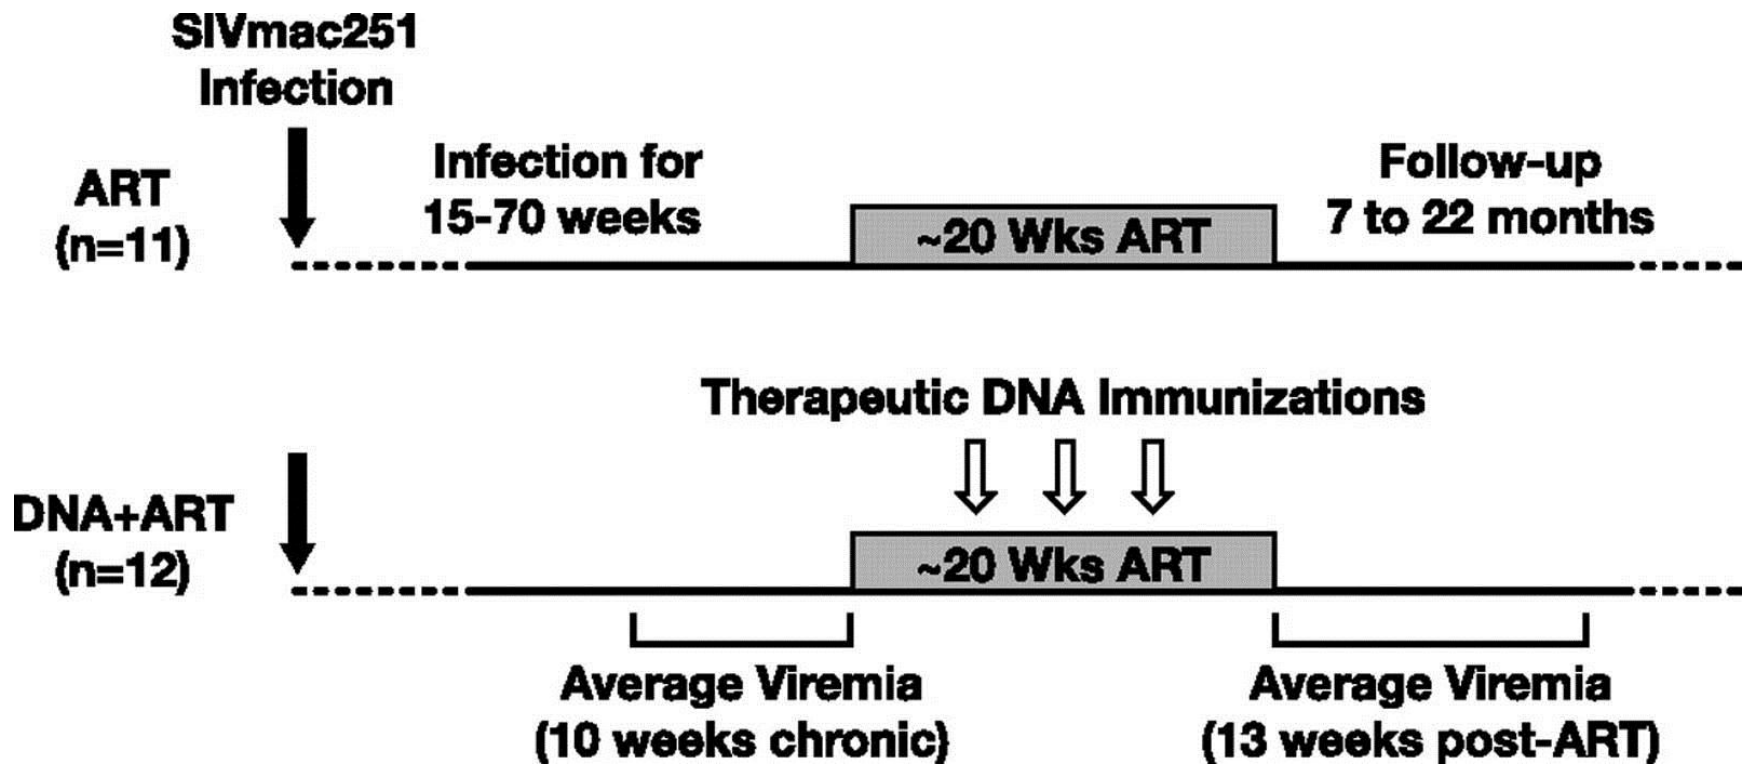 SIVmac251
Infection
ART
(n=11)
Infection for
15-70 weeks
~20 Wks ART
Follow-up
7 to 22 months
Therapeutic DNA Immunizations
DNA+ART
(n=12)
~20 Wks ART
Average Viremia
(10 weeks chronic)
Average Viremia
(13 weeks post-ART)